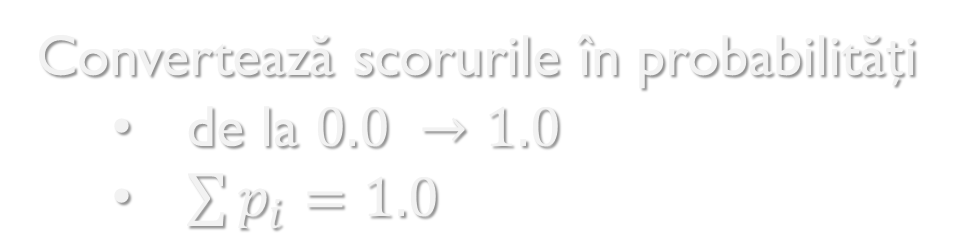 Convertează scorurile în probabilități
• de la 0.0 → 1.0
• ∑ pᵢ = 1.0